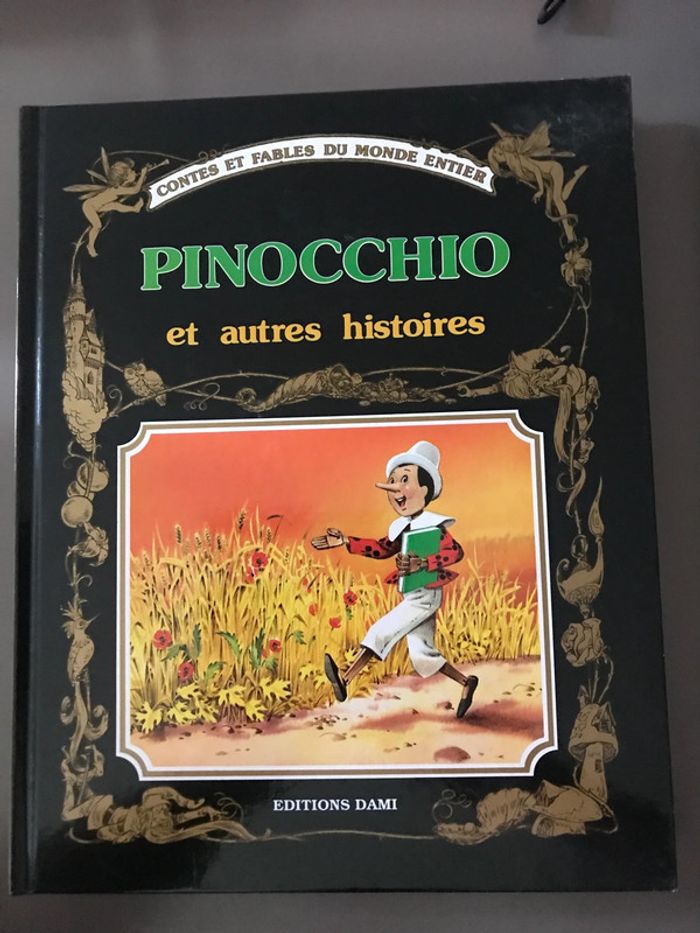 CONTES ET FABLES DU MONDE ENTIER
PINOCCHIO
et autres histoires
EDITIONS DAMI